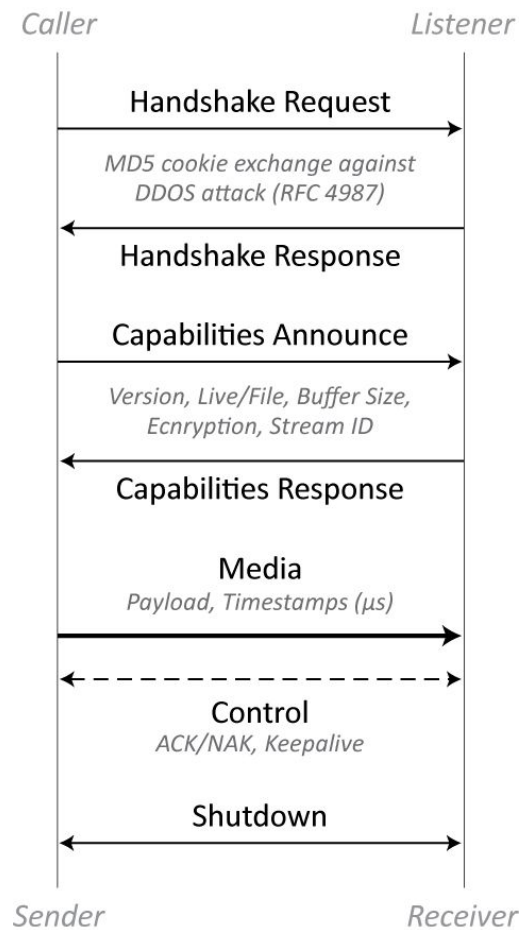 Caller Listener
Handshake Request
MD5 cookie exchange against
DDOS attack (RFC 4987)
Handshake Response
Capabilities Announce
Version, Live/File, Buffer Size,
Ecnryption, Stream ID
Capabilities Response
Media
Payload, Timestamps (µs)
Control
ACK/NAK, Keepalive
Shutdown
Sender Receiver